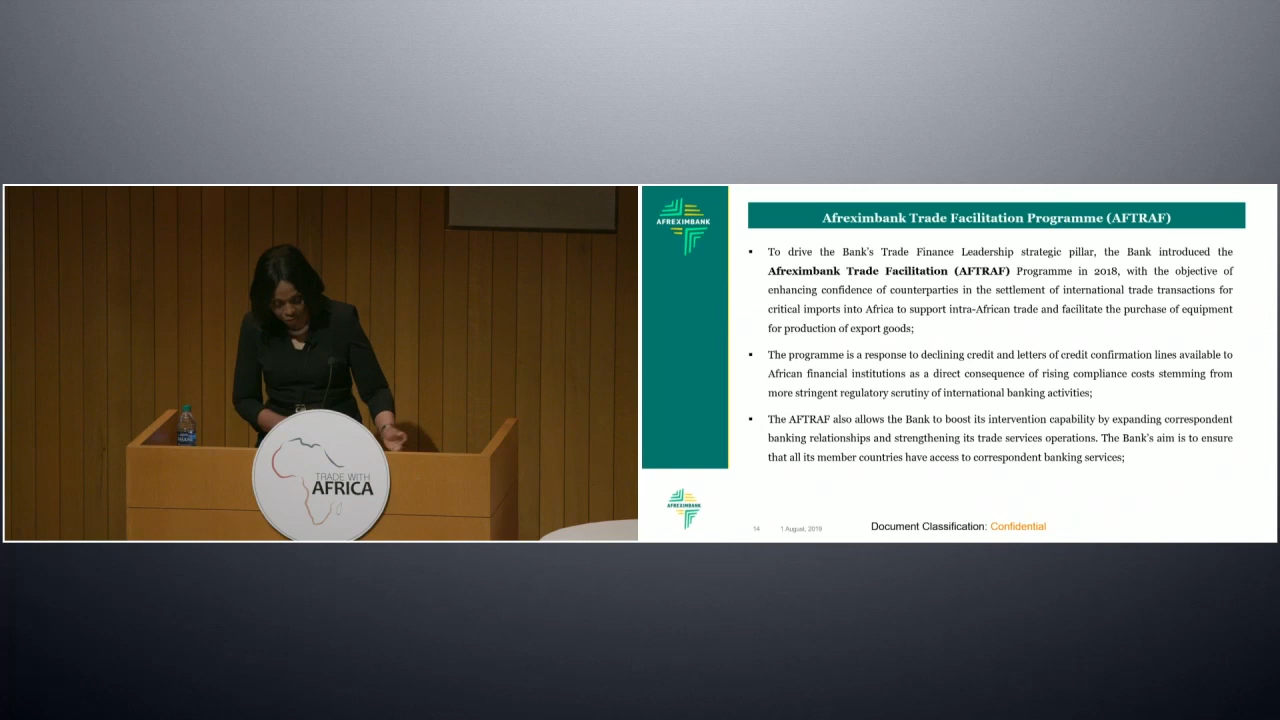 TRADE WITH
AFRICA
AFREXIMBANK
Afreximbank Trade Facilitation Programme (AFTRAF)
▪ To drive the Bank's Trade Finance Leadership strategic pillar, the Bank introduced the
Afreximbank Trade Facilitation (AFTRAF) Programme in 2018, with the objective of
enhancing confidence of counterparties in the settlement of international trade transactions for
critical imports into Africa to support intra-African trade and facilitate the purchase of equipment
for production of export goods;
▪ The programme is a response to declining credit and letters of credit confirmation lines available to
African financial institutions as a direct consequence of rising compliance costs stemming from
more stringent regulatory scrutiny of international banking activities;
▪ The AFTRAF also allows the Bank to boost its intervention capability by expanding correspondent
banking relationships and strengthening its trade services operations. The Bank's aim is to ensure
that all its member countries have access to correspondent banking services;
AFREXIMBANK
14 1 August, 2019 Document Classification: Confidential